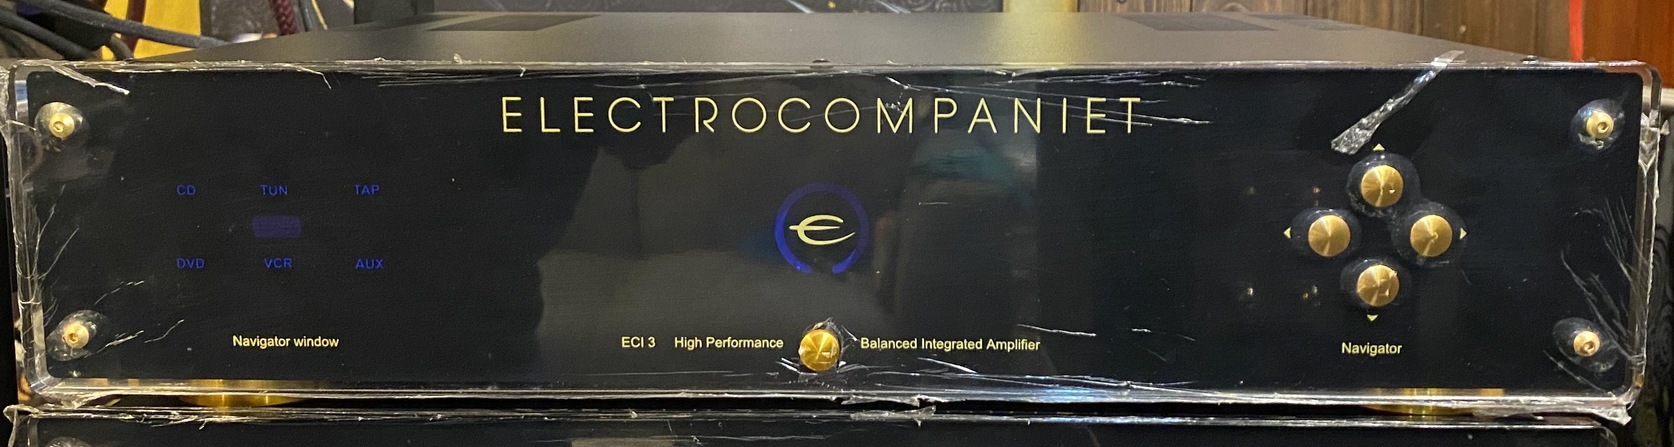 ELECTROCOMPANIET
CD TUN TAP
DVD VCR AUX
Navigator window
ECI 3 High Performance Balanced Integrated Amplifier
Navigator